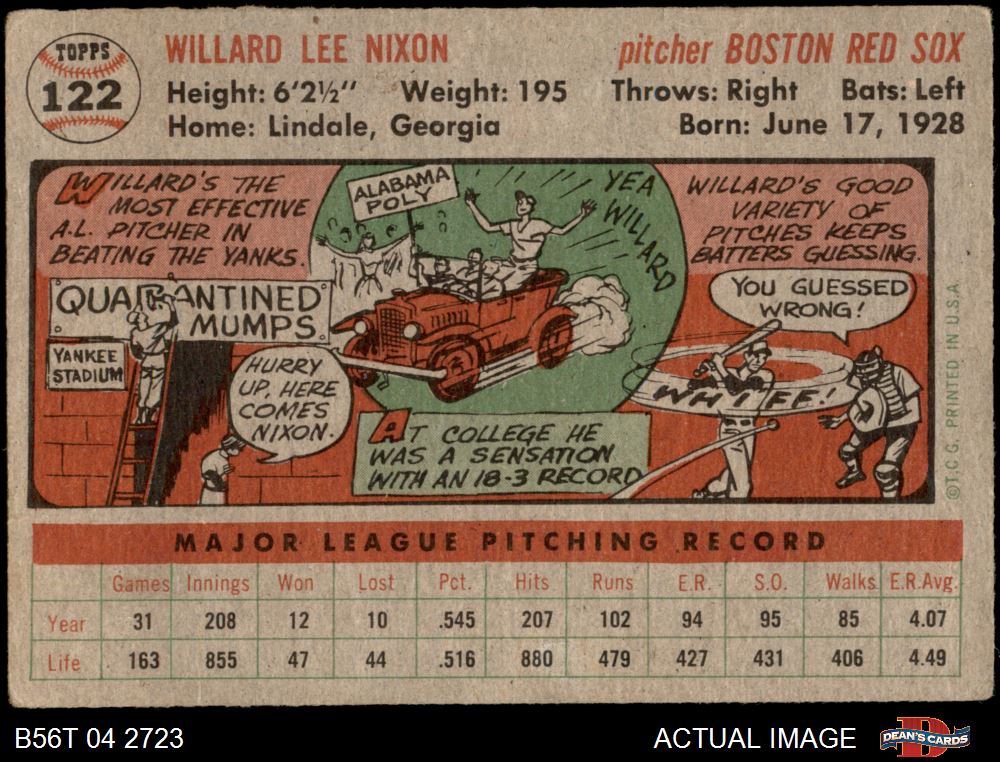 TOPPS
122
WILLARD LEE NIXON
pitcher BOSTON RED SOX
Height: 6'2½" Weight: 195 Throws: Right Bats: Left
Home: Lindale, Georgia Born: June 17, 1928
WILLARD'S THE
MOST EFFECTIVE
A.L. PITCHER IN
BEATING THE YANKS.
QUARANTINED
MUMPS.
YANKEE
STADIUM
HURRY
UP, HERE
COMES
NIXON.
ALABAMA
POLY
YEA
WILLARD
AT COLLEGE HE
WAS A SENSATION
WITH AN 18-3 RECORD
WILLARD'S GOOD
VARIETY OF
PITCHES KEEPS
BATTERS GUESSING.
YOU GUESSED
WRONG!
WHIFF!
©T.C.G. PRINTED IN U.S.A.
MAJOR LEAGUE PITCHING RECORD
Games Innings Won Lost Pct. Hits Runs E.R. S.O. Walks E.R.Avg.
Year 31 208 12 10 .545 207 102 94 95 85 4.07
Life 163 855 47 44 .516 880 479 427 431 406 4.49
B56T 04 2723
ACTUAL IMAGE
D
DEAN'S CARDS